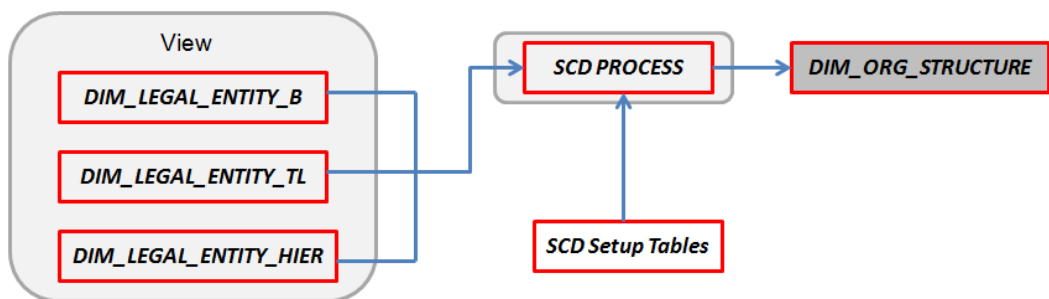 View
DIM_LEGAL_ENTITY_B
DIM_LEGAL_ENTITY_TL
DIM_LEGAL_ENTITY_HIER
SCD PROCESS
SCD Setup Tables
DIM_ORG_STRUCTURE